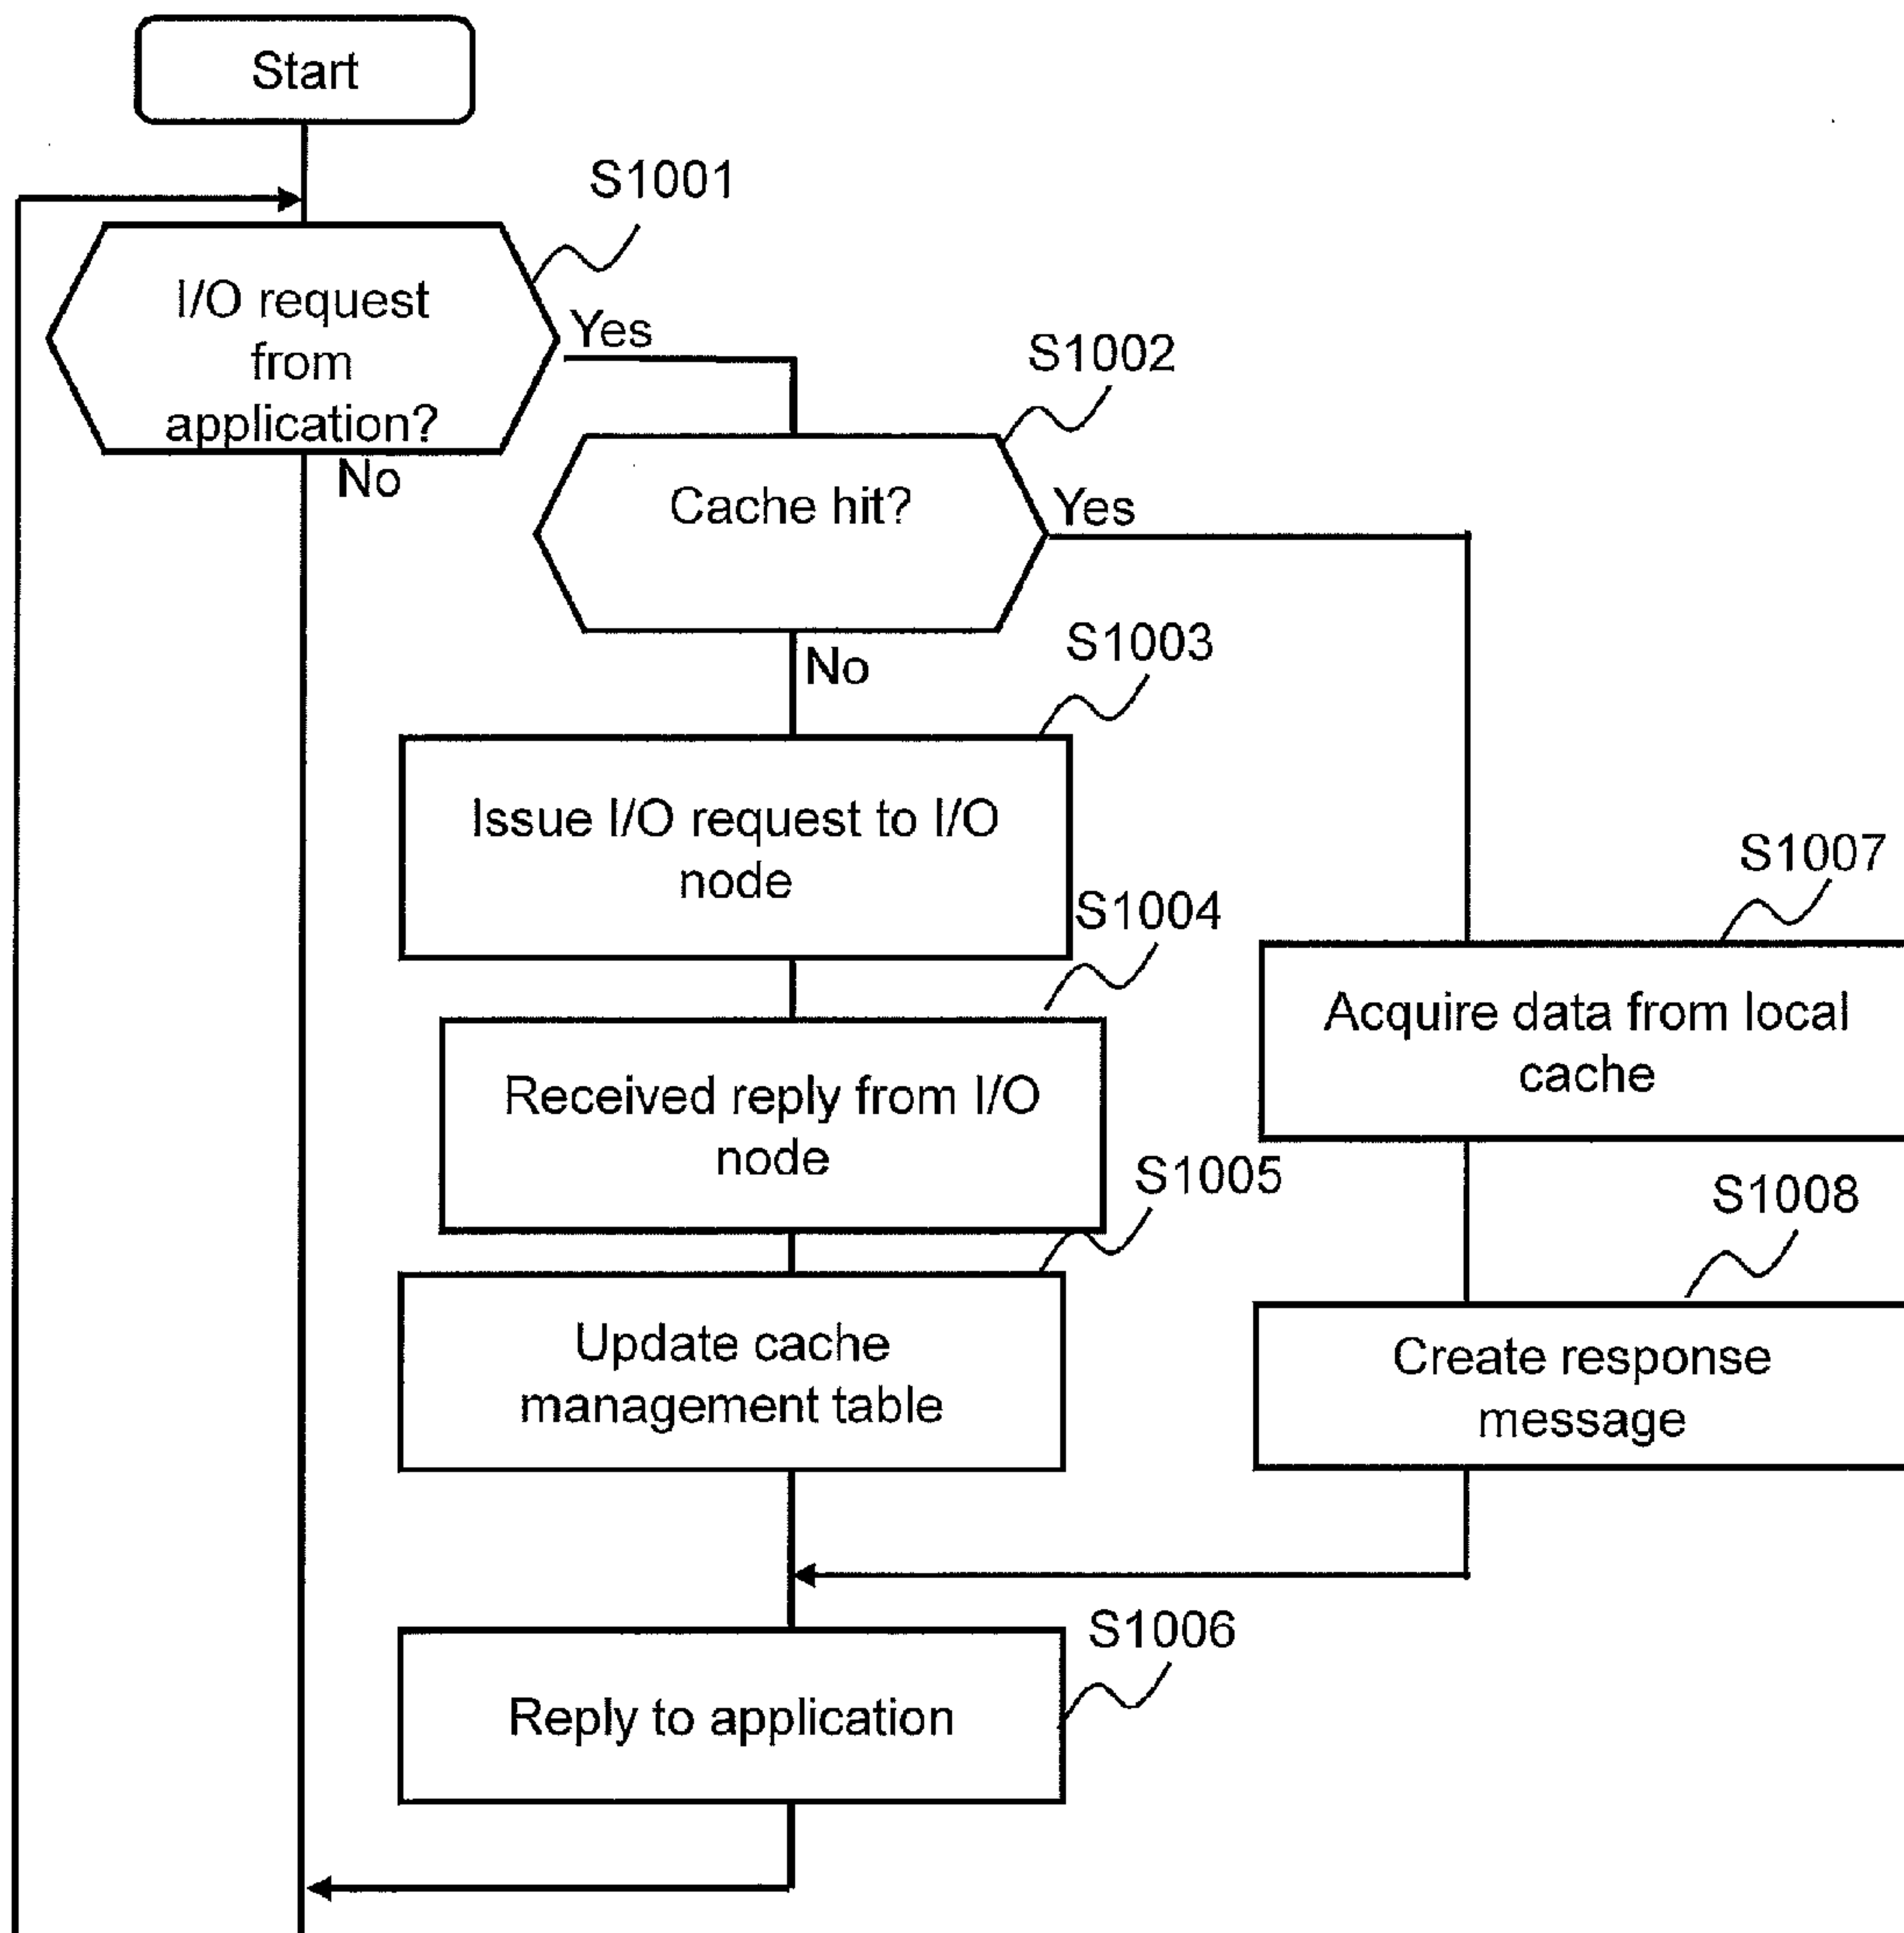 Start
S1001
I/O request
from
application?
Yes
No
S1002
Cache hit?
Yes
No
S1003
Issue I/O request to I/O
node
S1004
Received reply from I/O
node
S1005
Update cache
management table
S1007
Acquire data from local
cache
S1008
Create response
message
S1006
Reply to application